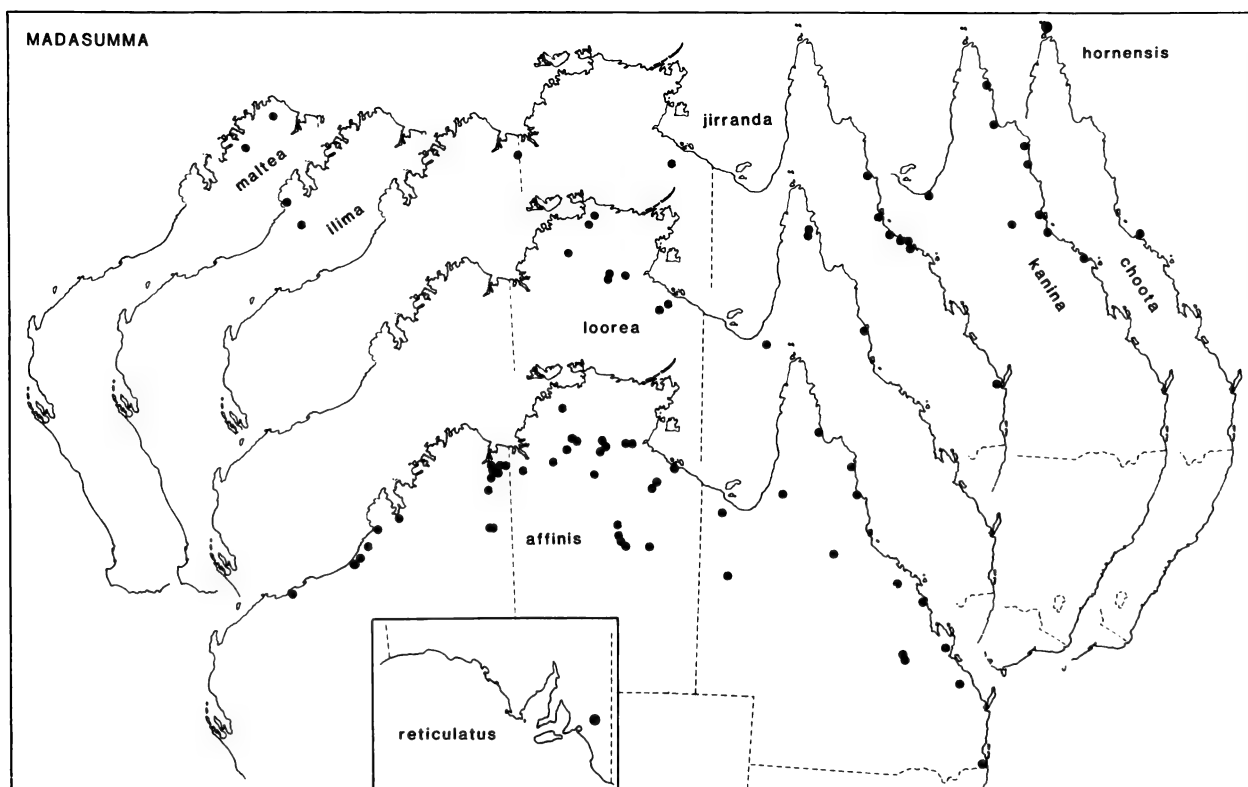 MADASUMMA
hornensis
jirranda
maltea
ilima
kanina
choota
loorea
affinis
reticulatus